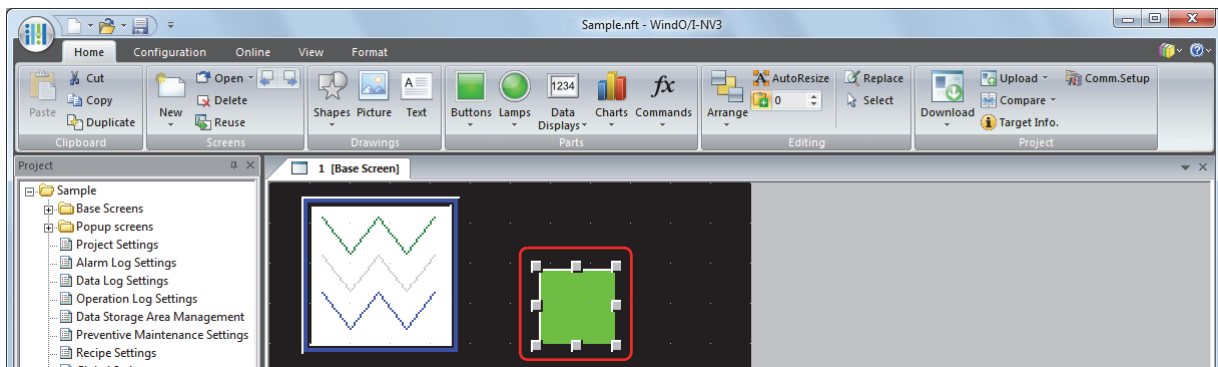 Sample.nft - WindO/I-NV3
Home Configuration Online View Format
Paste
Cut
Copy
Duplicate
Clipboard
New
Open
Delete
Reuse
Screens
Shapes Picture Text
Drawings
1234
Buttons Lamps Data Displays Charts Commands
fx
Parts
Arrange
AutoResize
0
Replace
Select
Editing
Download
Upload
Compare
Target Info.
Comm.Setup
Project
Project
1 [Base Screen]
Sample
Base Screens
Popup screens
Project Settings
Alarm Log Settings
Data Log Settings
Operation Log Settings
Data Storage Area Management
Preventive Maintenance Settings
Recipe Settings